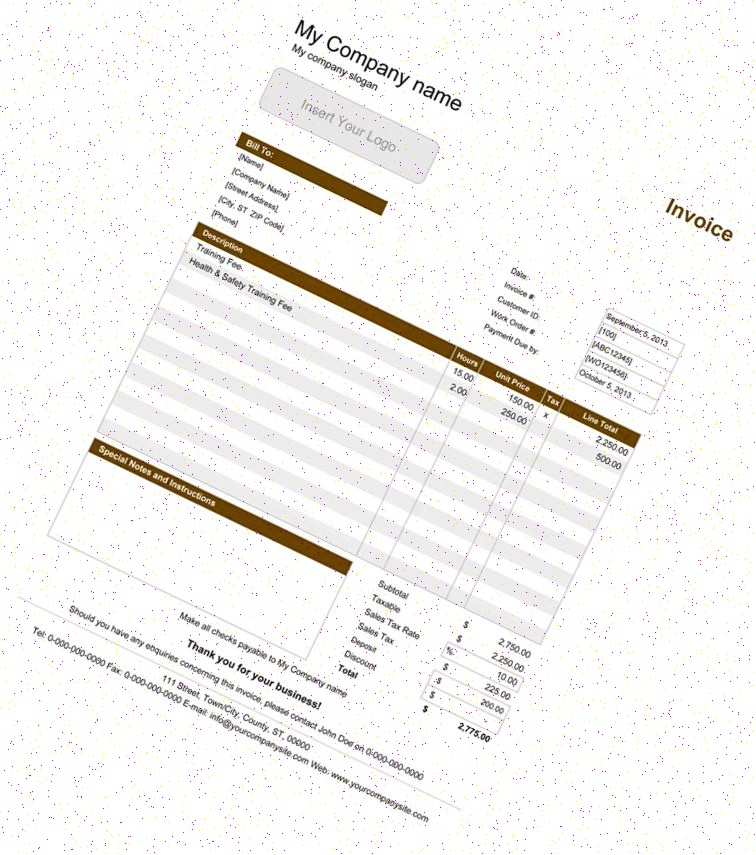 My Company name
My company slogan
Insert Your Logo
Invoice
Bill To:
[Name]
[Company Name]
[Street Address]
[City, ST ZIP Code]
[Phone]
Date:
September 5, 2013
Invoice #:
[100]
Customer ID:
[ABC12345]
Work Order #:
[WO123456]
Payment Due by:
October 5, 2013
Description Hours Unit Price Tax Line Total
Training Fee 15.00 150.00 x 2,250.00
Health & Safety Training Fee 2.00 250.00 500.00
Special Notes and Instructions
Subtotal $ 2,750.00
Taxable $ 2,250.00
Sales Tax Rate % 10.00
Sales Tax $ 225.00
Deposit $ 200.00
Discount $ -
Total $ 2,775.00
Make all checks payable to My Company name
Thank you for your business!
Should you have any enquiries concerning this invoice, please contact John Doe on 0-000-000-0000
111 Street, Town/City, County, ST, 00000
Tel: 0-000-000-0000 Fax: 0-000-000-0000 E-mail: info@yourcompanysite.com Web: www.yourcompanysite.com